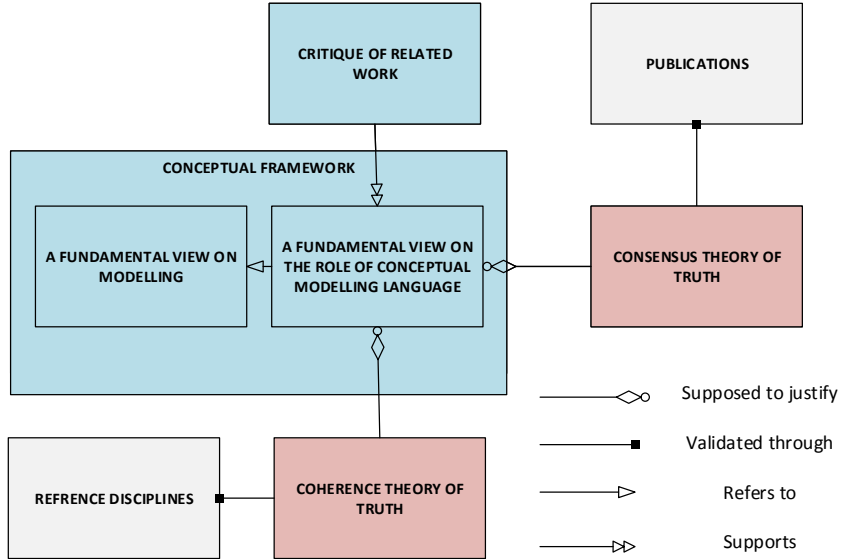 CRITIQUE OF RELATED
WORK
PUBLICATIONS
CONCEPTUAL FRAMEWORK
A FUNDAMENTAL VIEW ON
MODELLING
A FUNDAMENTAL VIEW ON
THE ROLE OF CONCEPTUAL
MODELLING LANGUAGE
CONSENSUS THEORY OF
TRUTH
REFRENCE DISCIPLINES
COHERENCE THEORY OF
TRUTH
Supposed to justify
Validated through
Refers to
Supports